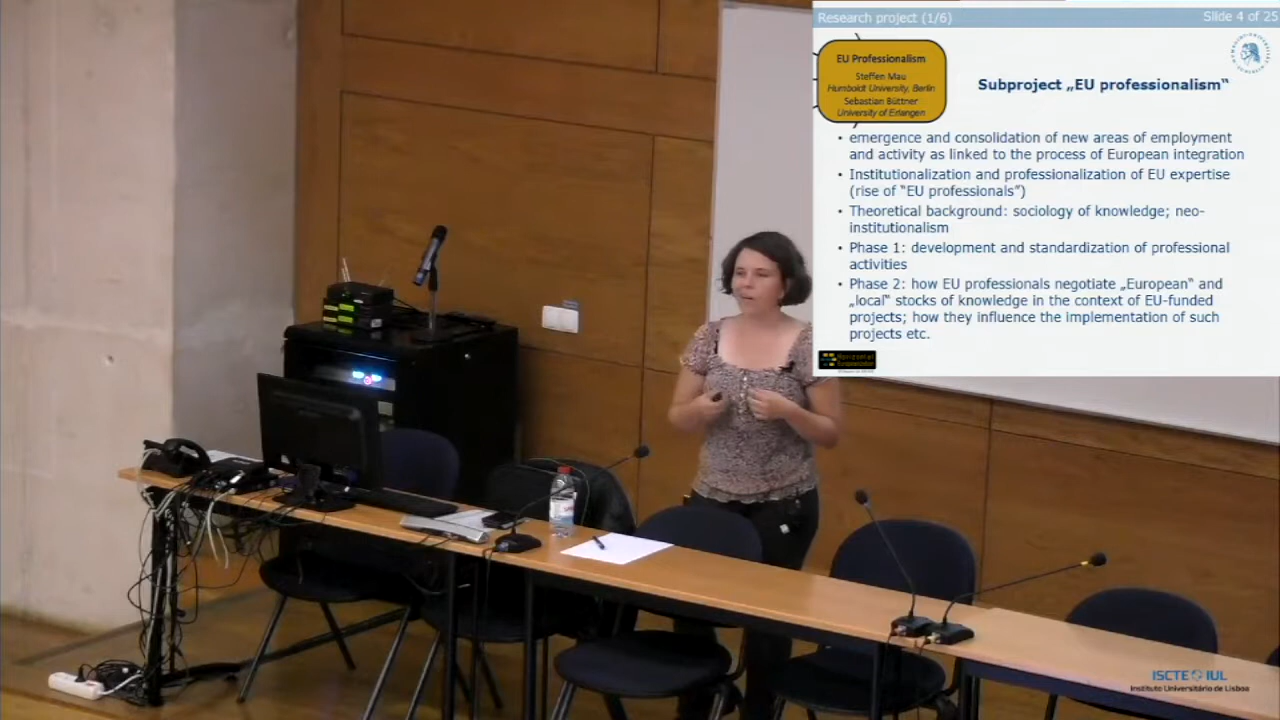 Research project (1/6)
Slide 4 of 25
EU Professionalism
Steffen Mau
Humboldt University, Berlin
Sebastian Büttner
University of Erlangen
Subproject „EU professionalism“
• emergence and consolidation of new areas of employment
and activity as linked to the process of European integration
• Institutionalization and professionalization of EU expertise
(rise of “EU professionals”)
• Theoretical background: sociology of knowledge; neo-
institutionalism
• Phase 1: development and standardization of professional
activities
• Phase 2: how EU professionals negotiate „European“ and
„local“ stocks of knowledge in the context of EU-funded
projects; how they influence the implementation of such
projects etc.
Horizontal
ISCTE IUL
Instituto Universitário de Lisboa